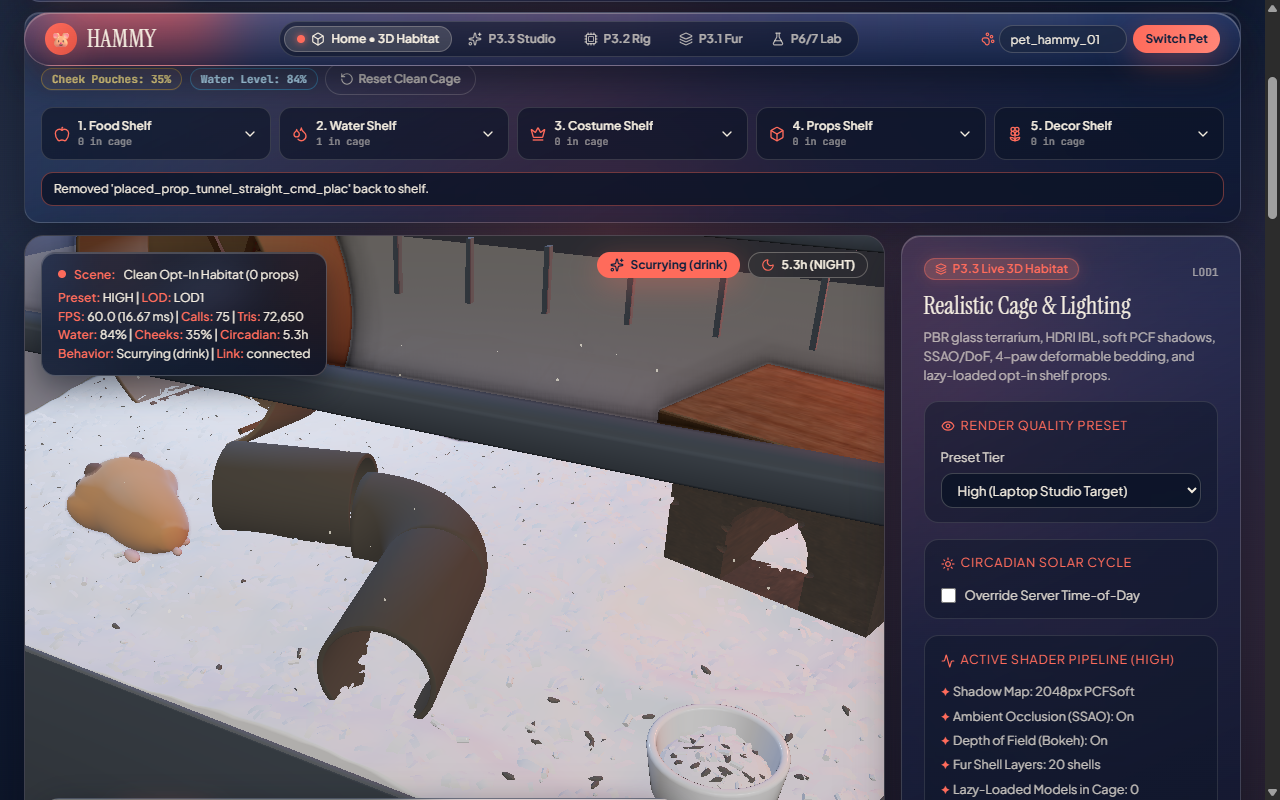 HAMMY
Home • 3D Habitat
P3.3 Studio
P3.2 Rig
P3.1 Fur
P6/7 Lab
pet_hammy_01
Switch Pet
Cheek Pouches: 35%
Water Level: 84%
Reset Clean Cage
1. Food Shelf
0 in cage
2. Water Shelf
1 in cage
3. Costume Shelf
0 in cage
4. Props Shelf
0 in cage
5. Decor Shelf
0 in cage
Removed 'placed_prop_tunnel_straight_cmd_plac' back to shelf.
Scene: Clean Opt-In Habitat (0 props)
Preset: HIGH | LOD: LOD1
FPS: 60.0 (16.67 ms) | Calls: 75 | Tris: 72,650
Water: 84% | Cheeks: 35% | Circadian: 5.3h
Behavior: Scurrying (drink) | Link: connected
Scurrying (drink)
5.3h (NIGHT)
P3.3 Live 3D Habitat
LOD1
Realistic Cage & Lighting
PBR glass terrarium, HDRI IBL, soft PCF shadows,
SSAO/DoF, 4-paw deformable bedding, and
lazy-loaded opt-in shelf props.
RENDER QUALITY PRESET
Preset Tier
High (Laptop Studio Target)
CIRCADIAN SOLAR CYCLE
Override Server Time-of-Day
ACTIVE SHADER PIPELINE (HIGH)
✦ Shadow Map: 2048px PCFSoft
✦ Ambient Occlusion (SSAO): On
✦ Depth of Field (Bokeh): On
✦ Fur Shell Layers: 20 shells
✦ Lazy-Loaded Models in Cage: 0